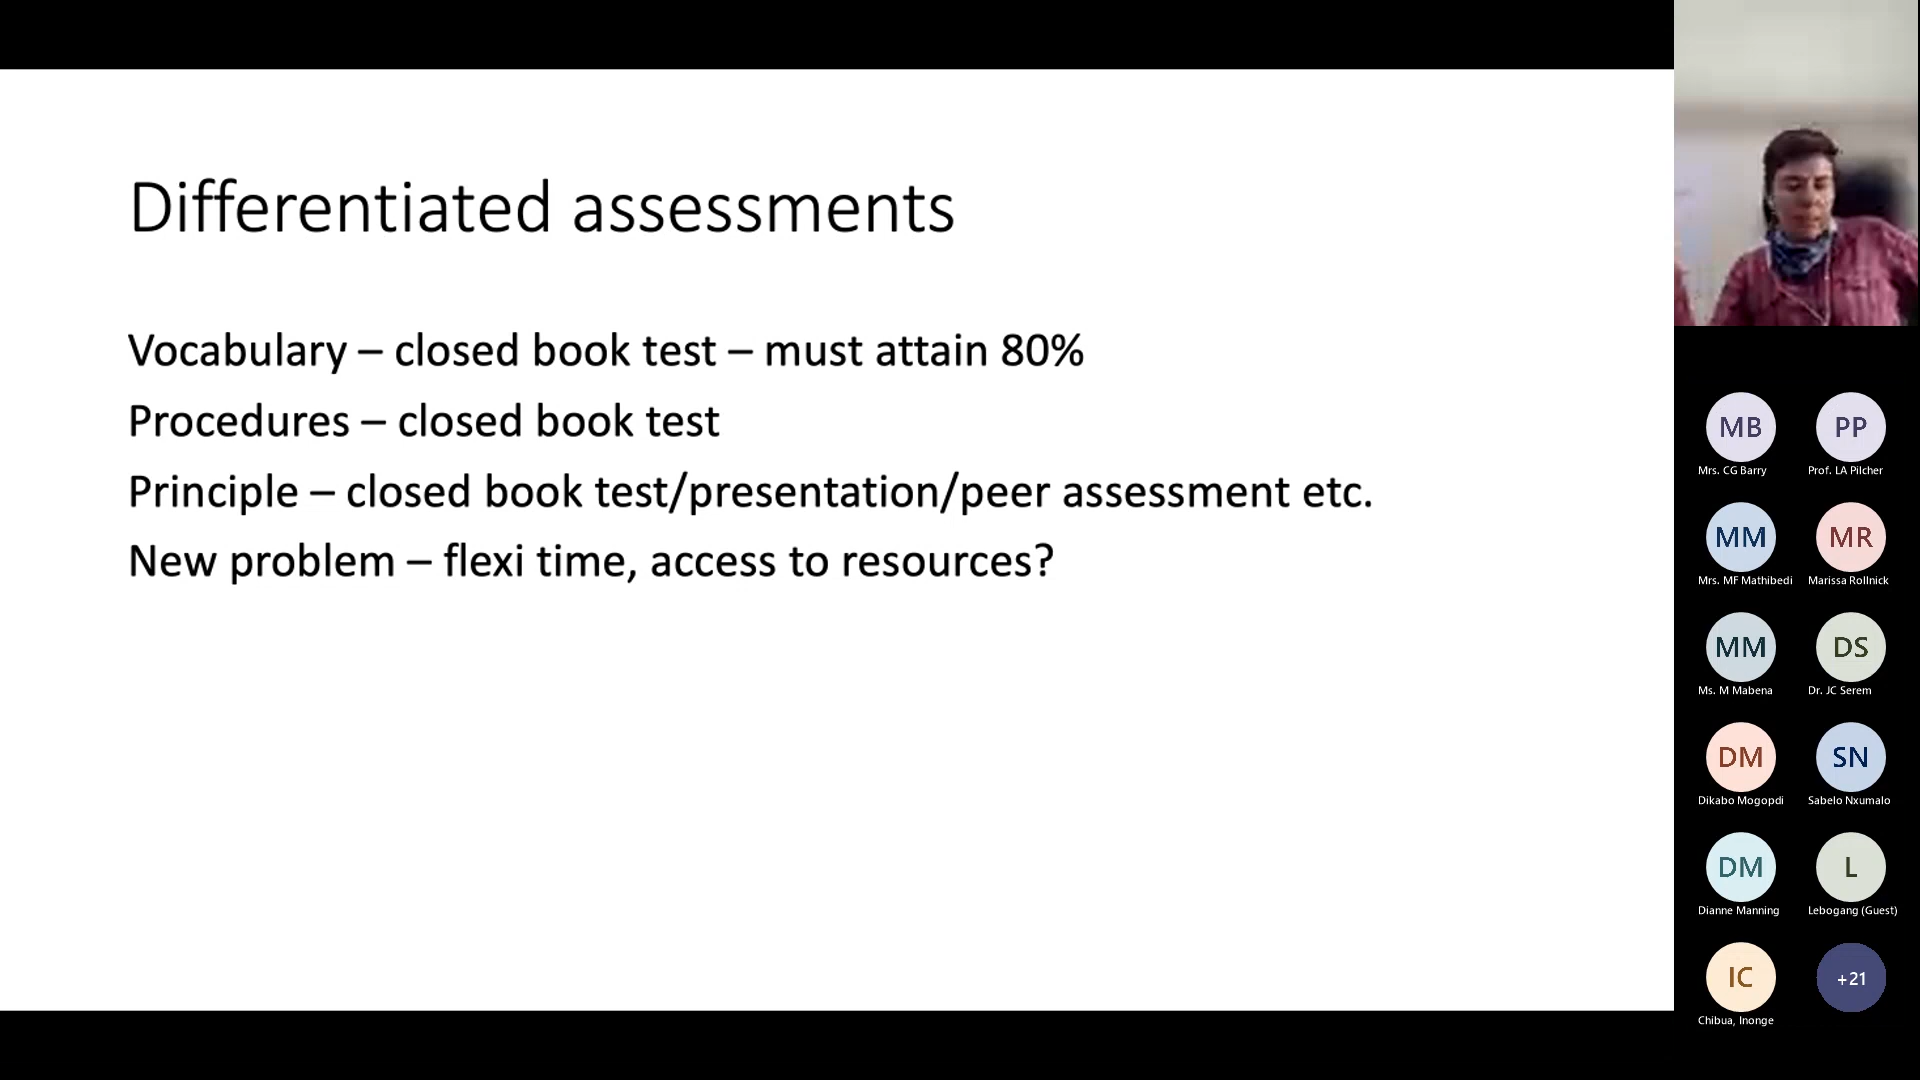 Differentiated assessments
Vocabulary – closed book test – must attain 80%
Procedures – closed book test
Principle – closed book test/presentation/peer assessment etc.
New problem – flexi time, access to resources?
MB
PP
Mrs. CG Barry
Prof. LA Pilcher
MM
MR
Mrs. MF Mathibedi
Marissa Rollnick
MM
DS
Ms. M Mabena
Dr. JC Serem
DM
SN
Dikabo Mogopdi
Sabelo Nxumalo
DM
L
Dianne Manning
Lebogang (Guest)
IC
+21
Chibua, Inonge